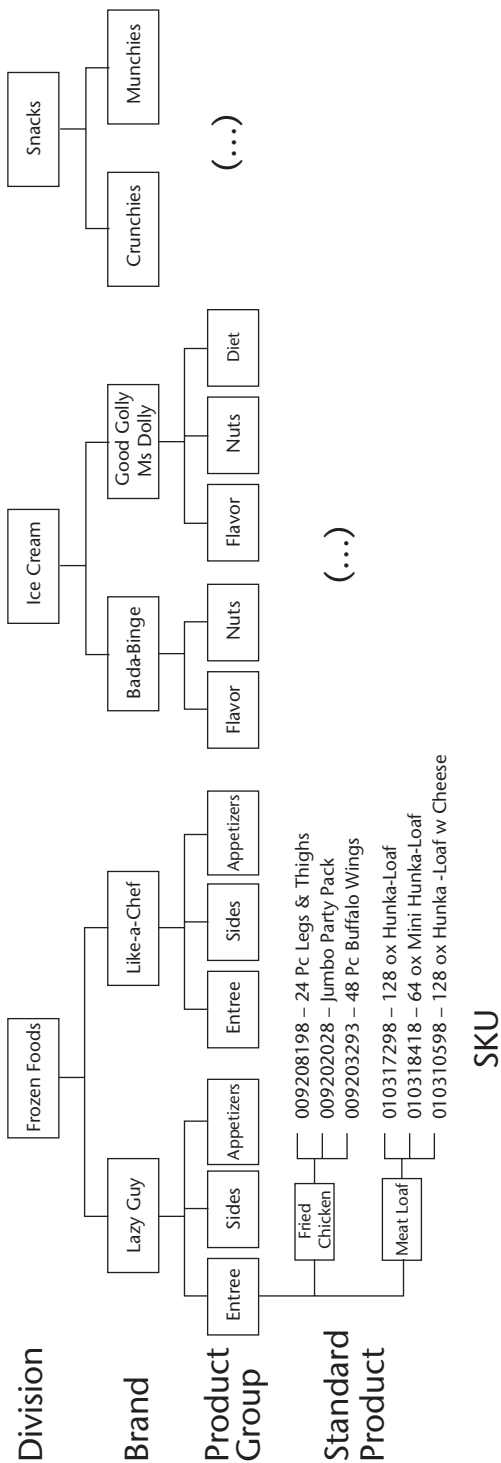 Division
Frozen Foods
Ice Cream
Snacks
Brand
Lazy Guy
Like-a-Chef
Bada-Binge
Good Golly
Ms Dolly
Crunchies
Munchies
Product
Group
Entree
Sides
Appetizers
Entree
Sides
Appetizers
Flavor
Nuts
Flavor
Nuts
Diet
(...)
Standard
Product
Fried
Chicken
009208198 – 24 Pc Legs & Thighs
009202028 – Jumbo Party Pack
009203293 – 48 Pc Buffalo Wings
(...)
Meat Loaf
010317298 – 128 ox Hunka-Loaf
010318418 – 64 ox Mini Hunka-Loaf
010310598 – 128 ox Hunka -Loaf w Cheese
SKU